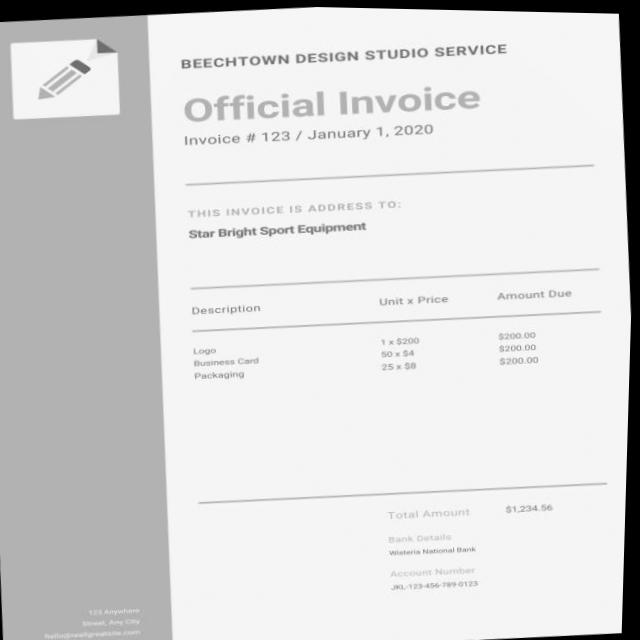 BEECHTOWN DESIGN STUDIO SERVICE
Official Invoice
Invoice # 123 / January 1, 2020
THIS INVOICE IS ADDRESS TO:
Star Bright Sport Equipment
Description Unit x Price Amount Due
Logo 1 x $200 $200.00
Business Card 50 x $4 $200.00
Packaging 25 x $8 $200.00
Total Amount $1,234.56
Bank Details
Wisteria National Bank
Account Number
JKL-123-456-789-0123
123 Anywhere
Street, Any City
hello@reallygreatsite.com